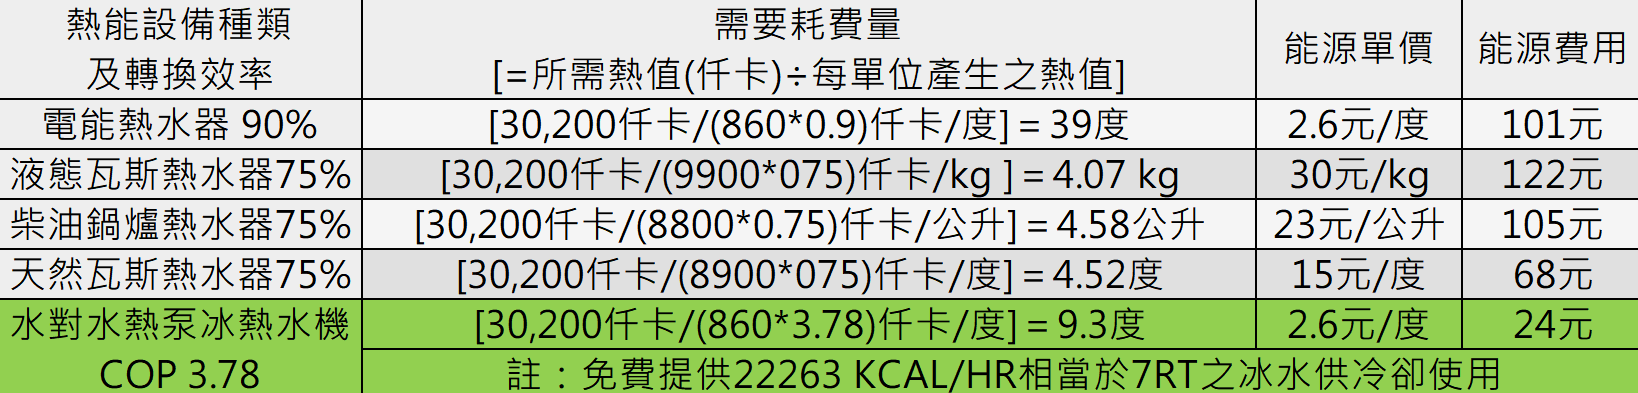 熱能設備種類
及轉換效率
需要耗費量
[=所需熱值(仟卡)÷每單位產生之熱值]
能源單價
能源費用
電能熱水器 90%
[30,200仟卡/(860*0.9)仟卡/度] = 39度
2.6元/度
101元
液態瓦斯熱水器75%
[30,200仟卡/(9900*075)仟卡/kg ] = 4.07 kg
30元/kg
122元
柴油鍋爐熱水器75%
[30,200仟卡/(8800*0.75)仟卡/公升] = 4.58公升
23元/公升
105元
天然瓦斯熱水器75%
[30,200仟卡/(8900*075)仟卡/度] = 4.52度
15元/度
68元
水對水熱泵冰熱水機
COP 3.78
[30,200仟卡/(860*3.78)仟卡/度] = 9.3度
2.6元/度
24元
註：免費提供22263 KCAL/HR相當於7RT之冰水供冷卻使用